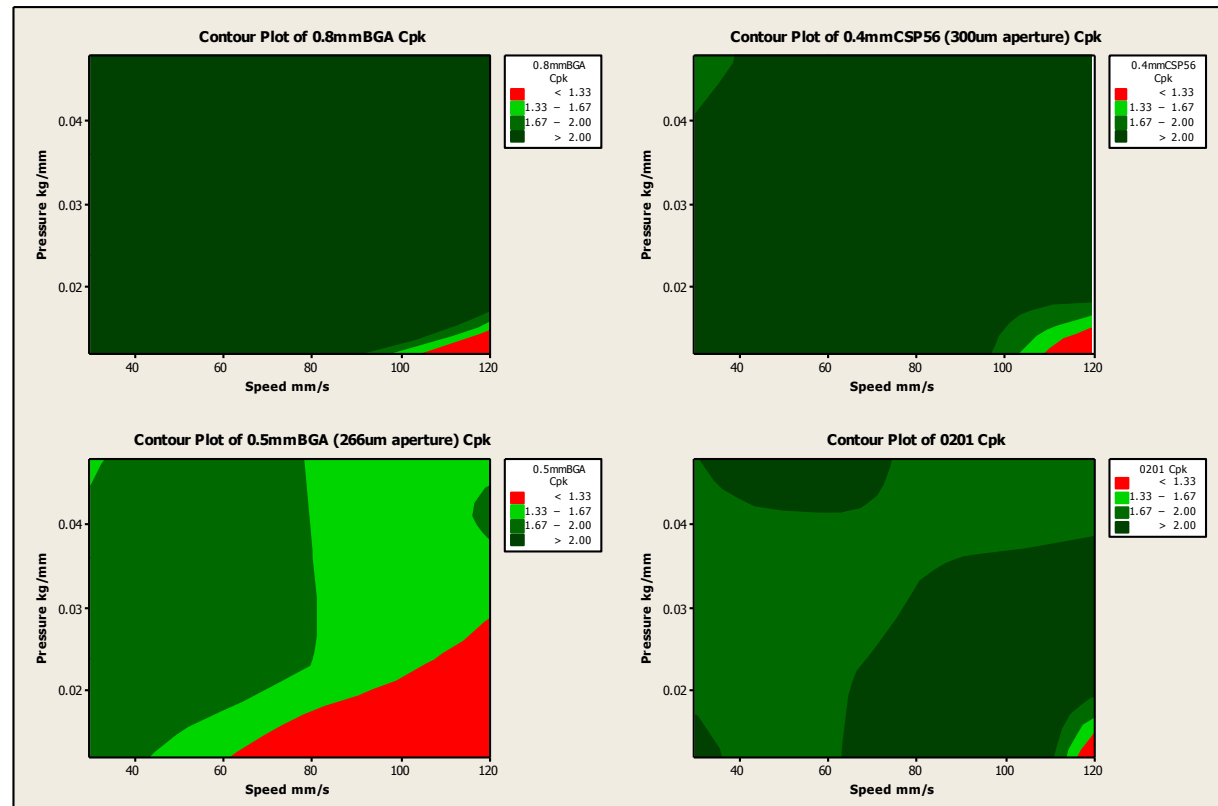 Contour Plot of 0.8mmBGA Cpk
0.8mmBGA
Cpk
< 1.33
1.33 – 1.67
1.67 – 2.00
> 2.00
Pressure kg/mm
0.04
0.03
0.02
40 60 80 100 120
Speed mm/s
Contour Plot of 0.4mmCSP56 (300um aperture) Cpk
0.4mmCSP56
Cpk
< 1.33
1.33 – 1.67
1.67 – 2.00
> 2.00
Pressure kg/mm
0.04
0.03
0.02
40 60 80 100 120
Speed mm/s
Contour Plot of 0.5mmBGA (266um aperture) Cpk
0.5mmBGA
Cpk
< 1.33
1.33 – 1.67
1.67 – 2.00
> 2.00
Pressure kg/mm
0.04
0.03
0.02
40 60 80 100 120
Speed mm/s
Contour Plot of 0201 Cpk
0201 Cpk
< 1.33
1.33 – 1.67
1.67 – 2.00
> 2.00
Pressure kg/mm
0.04
0.03
0.02
40 60 80 100 120
Speed mm/s